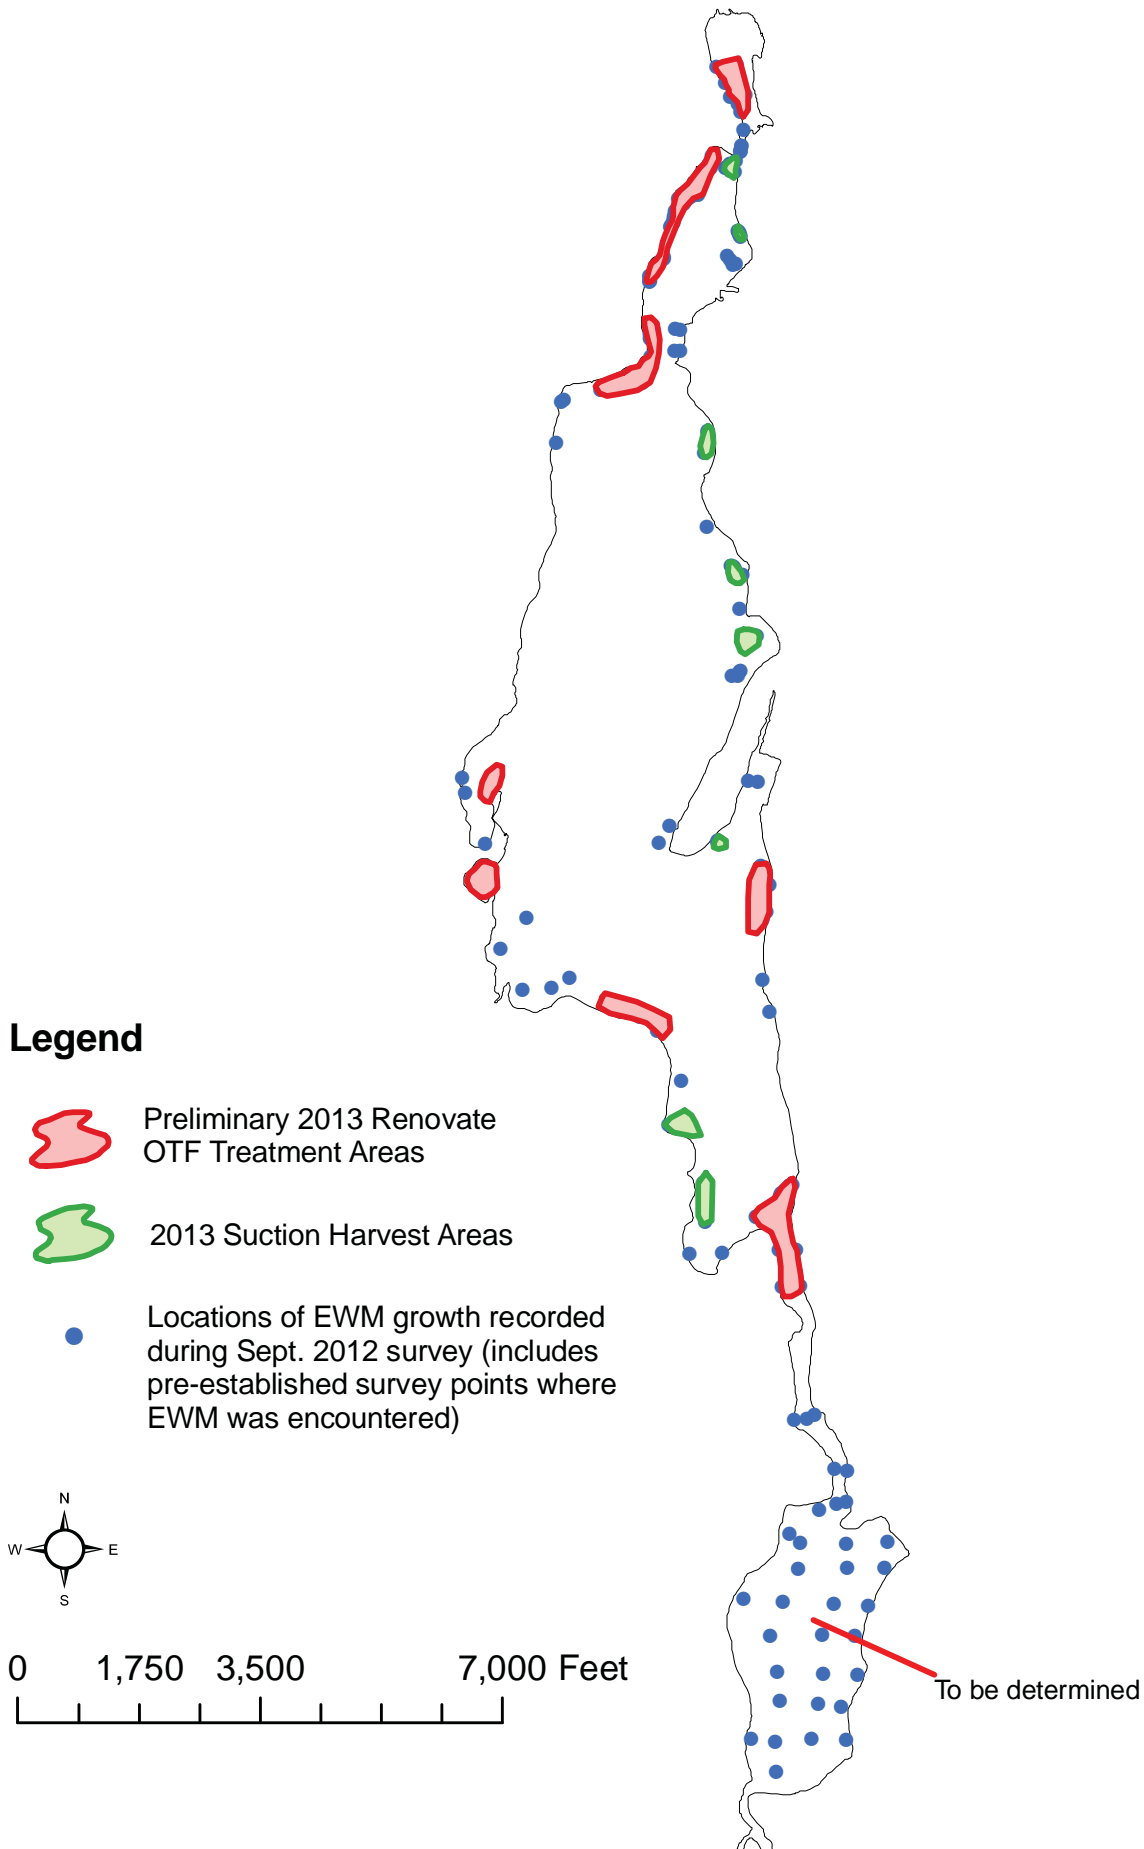 Legend
Preliminary 2013 Renovate
OTF Treatment Areas
2013 Suction Harvest Areas
Locations of EWM growth recorded
during Sept. 2012 survey (includes
pre-established survey points where
EWM was encountered)
N
W E
S
0 1,750 3,500 7,000 Feet
To be determined